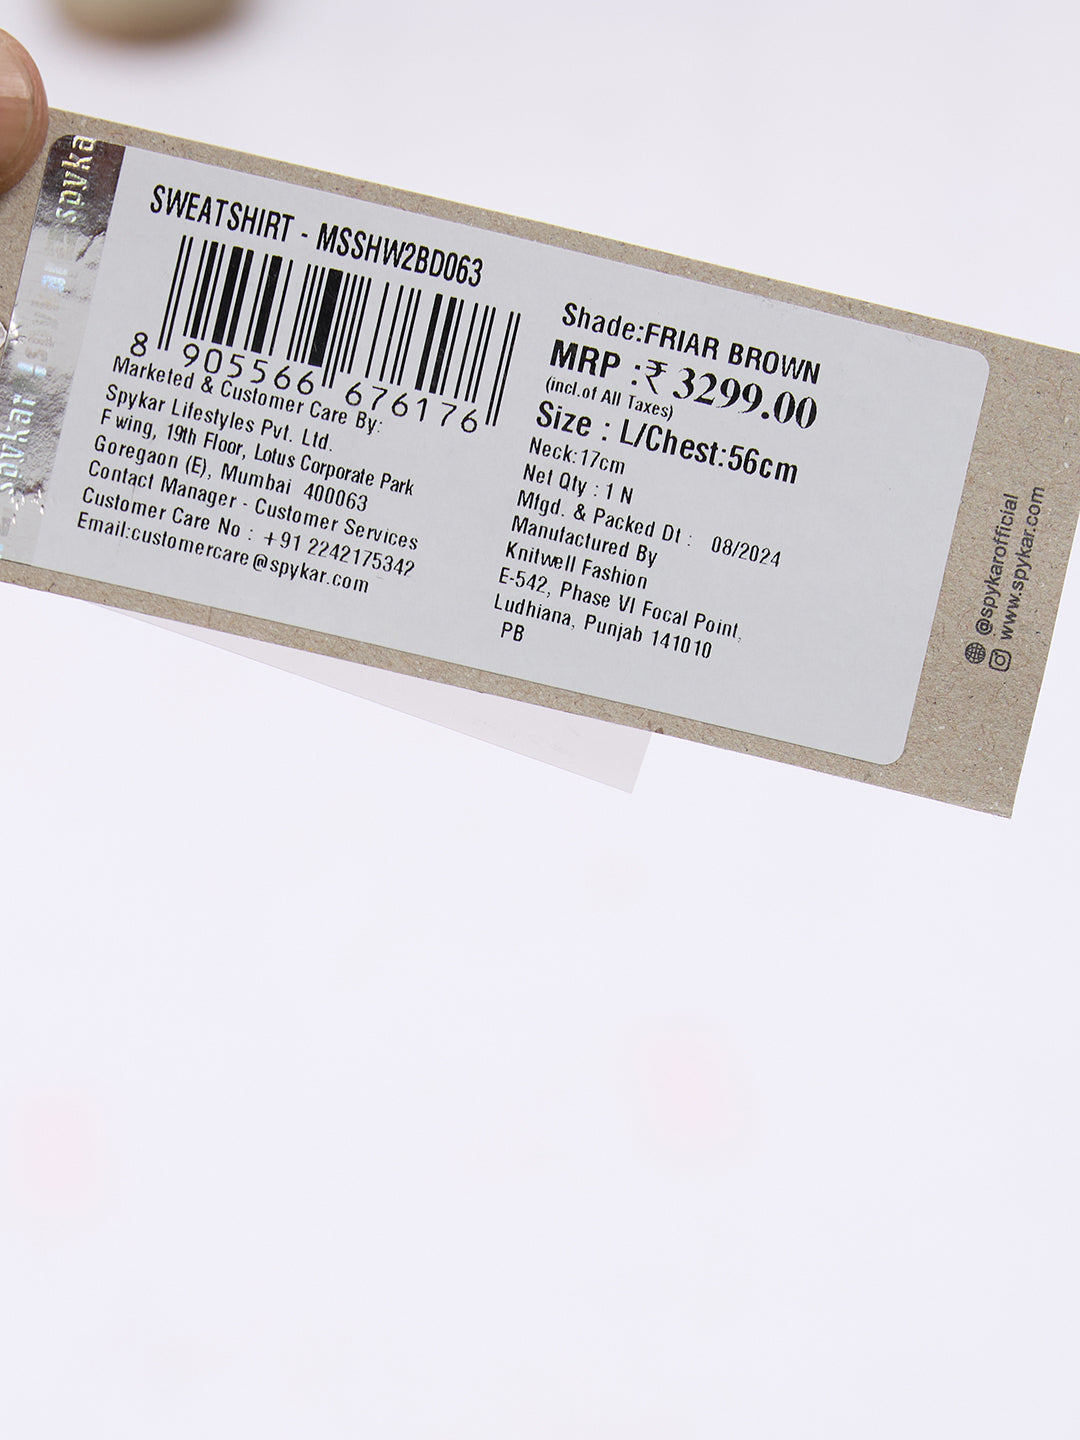 spyka
spykar
SWEATSHIRT - MSSHW2BD063
8 905566 676176
Marketed & Customer Care By:
Spykar Lifestyles Pvt. Ltd.
F wing, 19th Floor, Lotus Corporate Park
Goregaon (E), Mumbai 400063
Contact Manager - Customer Services
Customer Care No : +91 2242175342
Email:customercare@spykar.com
Shade:FRIAR BROWN
MRP :₹ 3299.00
(incl.of All Taxes)
Size : L/Chest:56cm
Neck:17cm
Net Qty : 1 N
Mfgd. & Packed Dt : 08/2024
Manufactured By
Knitwell Fashion
E-542, Phase VI Focal Point,
Ludhiana, Punjab 141010
PB
@spykarofficial
www.spykar.com